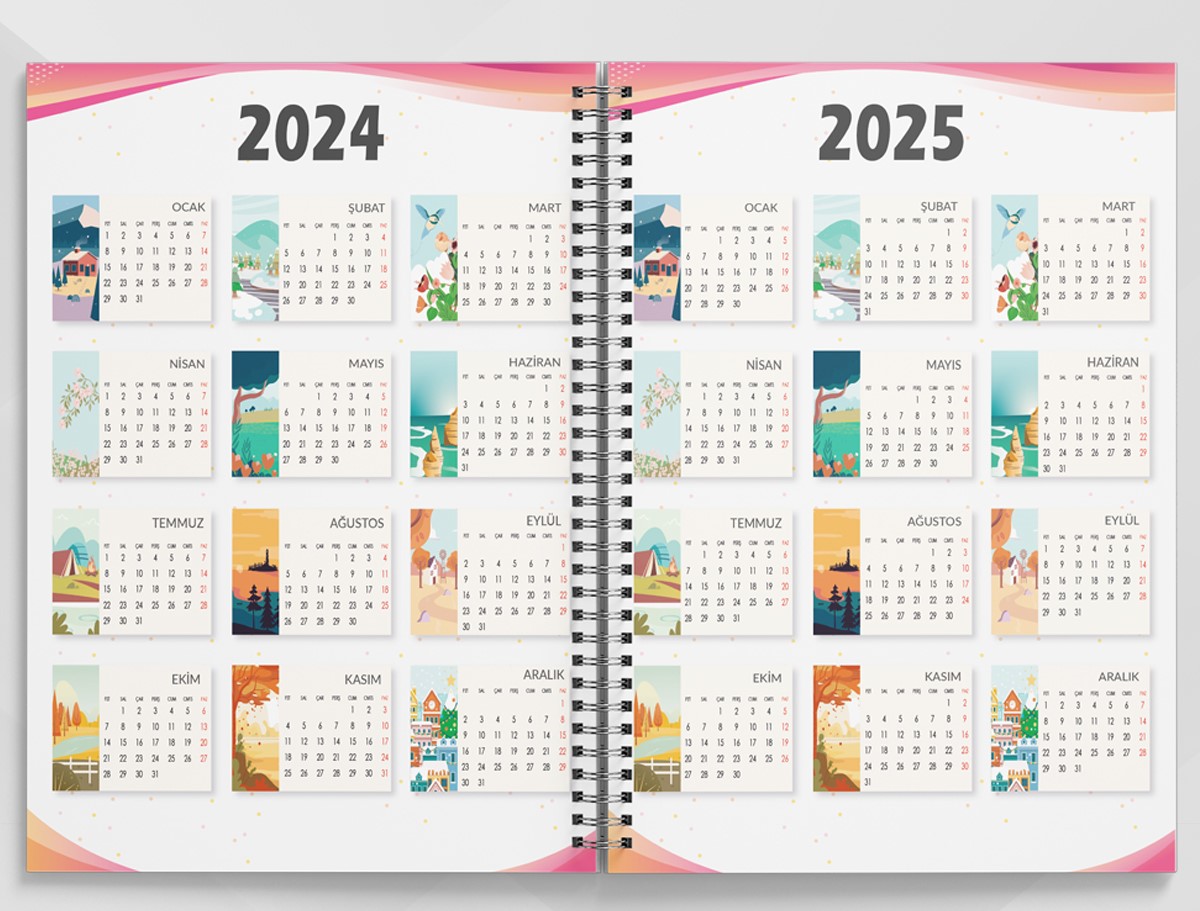 2024
OCAK
PZT SAL ÇAR PERŞ CUM CMTS PAZ
1 2 3 4 5 6 7
8 9 10 11 12 13 14
15 16 17 18 19 20 21
22 23 24 25 26 27 28
29 30 31
ŞUBAT
PZT SAL ÇAR PERŞ CUM CMTS PAZ
1 2 3 4
5 6 7 8 9 10 11
12 13 14 15 16 17 18
19 20 21 22 23 24 25
26 27 28 29 30
MART
PZT SAL ÇAR PERŞ CUM CMTS PAZ
1 2 3
4 5 6 7 8 9 10
11 12 13 14 15 16 17
18 19 20 21 22 23 24
25 26 27 28 29 30
NİSAN
PZT SAL ÇAR PERŞ CUM CMTS PAZ
1 2 3 4 5 6 7
8 9 10 11 12 13 14
15 16 17 18 19 20 21
22 23 24 25 26 27 28
29 30 31
MAYIS
PZT SAL ÇAR PERŞ CUM CMTS PAZ
1 2 3 4 5
6 7 8 9 10 11 12
13 14 15 16 17 18 19
20 21 22 23 24 25 26
27 28 29 30
HAZİRAN
PZT SAL ÇAR PERŞ CUM CMTS PAZ
1 2
3 4 5 6 7 8 9
10 11 12 13 14 15 16
17 18 19 20 21 22 23
24 25 26 27 28 29 30
31
TEMMUZ
PZT SAL ÇAR PERŞ CUM CMTS PAZ
1 2 3 4 5 6 7
8 9 10 11 12 13 14
15 16 17 18 19 20 21
22 23 24 25 26 27 28
29 30 31
AĞUSTOS
PZT SAL ÇAR PERŞ CUM CMTS PAZ
1 2 3 4
5 6 7 8 9 10 11
12 13 14 15 16 17 18
19 20 21 22 23 24 25
26 27 28 29 30
EYLÜL
PZT SAL ÇAR PERŞ CUM CMTS PAZ
1
2 3 4 5 6 7 8
9 10 11 12 13 14 15
16 17 18 19 20 21 22
23 24 25 26 27 28 29
30 31
EKİM
PZT SAL ÇAR PERŞ CUM CMTS PAZ
1 2 3 4 5 6
7 8 9 10 11 12 13
14 15 16 17 18 19 20
21 22 23 24 25 26 27
28 29 30 31
KASIM
PZT SAL ÇAR PERŞ CUM CMTS PAZ
1 2 3
4 5 6 7 8 9 10
11 12 13 14 15 16 17
18 19 20 21 22 23 24
25 26 27 28 29 30 31
ARALIK
PZT SAL ÇAR PERŞ CUM CMTS PAZ
1
2 3 4 5 6 7 8
9 10 11 12 13 14 15
16 17 18 19 20 21 22
23 24 25 26 27 28 29
30 31
2025
OCAK
PZT SAL ÇAR PERŞ CUM CMTS PAZ
1 2 3 4 5
6 7 8 9 10 11 12
13 14 15 16 17 18 19
20 21 22 23 24 25 26
27 28 29 30
ŞUBAT
PZT SAL ÇAR PERŞ CUM CMTS PAZ
1 2
3 4 5 6 7 8 9
10 11 12 13 14 15 16
17 18 19 20 21 22 23
24 25 26 27 28 29 30
31
MART
PZT SAL ÇAR PERŞ CUM CMTS PAZ
1 2
3 4 5 6 7 8 9
10 11 12 13 14 15 16
17 18 19 20 21 22 23
24 25 26 27 28 29 30
31
NİSAN
PZT SAL ÇAR PERŞ CUM CMTS PAZ
1 2 3 4 5 6
7 8 9 10 11 12 13
14 15 16 17 18 19 20
21 22 23 24 25 26 27
28 29 30 31
MAYIS
PZT SAL ÇAR PERŞ CUM CMTS PAZ
1 2 3 4
5 6 7 8 9 10 11
12 13 14 15 16 17 18
19 20 21 22 23 24 25
26 27 28 29 30
HAZİRAN
PZT SAL ÇAR PERŞ CUM CMTS PAZ
1
2 3 4 5 6 7 8
9 10 11 12 13 14 15
16 17 18 19 20 21 22
23 24 25 26 27 28 29
30 31
TEMMUZ
PZT SAL ÇAR PERŞ CUM CMTS PAZ
1 2 3 4 5 6
7 8 9 10 11 12 13
14 15 16 17 18 19 20
21 22 23 24 25 26 27
28 29 30 31
AĞUSTOS
PZT SAL ÇAR PERŞ CUM CMTS PAZ
1 2 3
4 5 6 7 8 9 10
11 12 13 14 15 16 17
18 19 20 21 22 23 24
25 26 27 28 29 30
EYLÜL
PZT SAL ÇAR PERŞ CUM CMTS PAZ
1 2 3 4 5 6 7
8 9 10 11 12 13 14
15 16 17 18 19 20 21
22 23 24 25 26 27 28
29 30 31
EKİM
PZT SAL ÇAR PERŞ CUM CMTS PAZ
1 2 3 4 5
6 7 8 9 10 11 12
13 14 15 16 17 18 19
20 21 22 23 24 25 26
27 28 29 30
KASIM
PZT SAL ÇAR PERŞ CUM CMTS PAZ
1 2
3 4 5 6 7 8 9
10 11 12 13 14 15 16
17 18 19 20 21 22 23
24 25 26 27 28 29 30
31
ARALIK
PZT SAL ÇAR PERŞ CUM CMTS PAZ
1 2 3 4 5 6 7
8 9 10 11 12 13 14
15 16 17 18 19 20 21
22 23 24 25 26 27 28
29 30 31